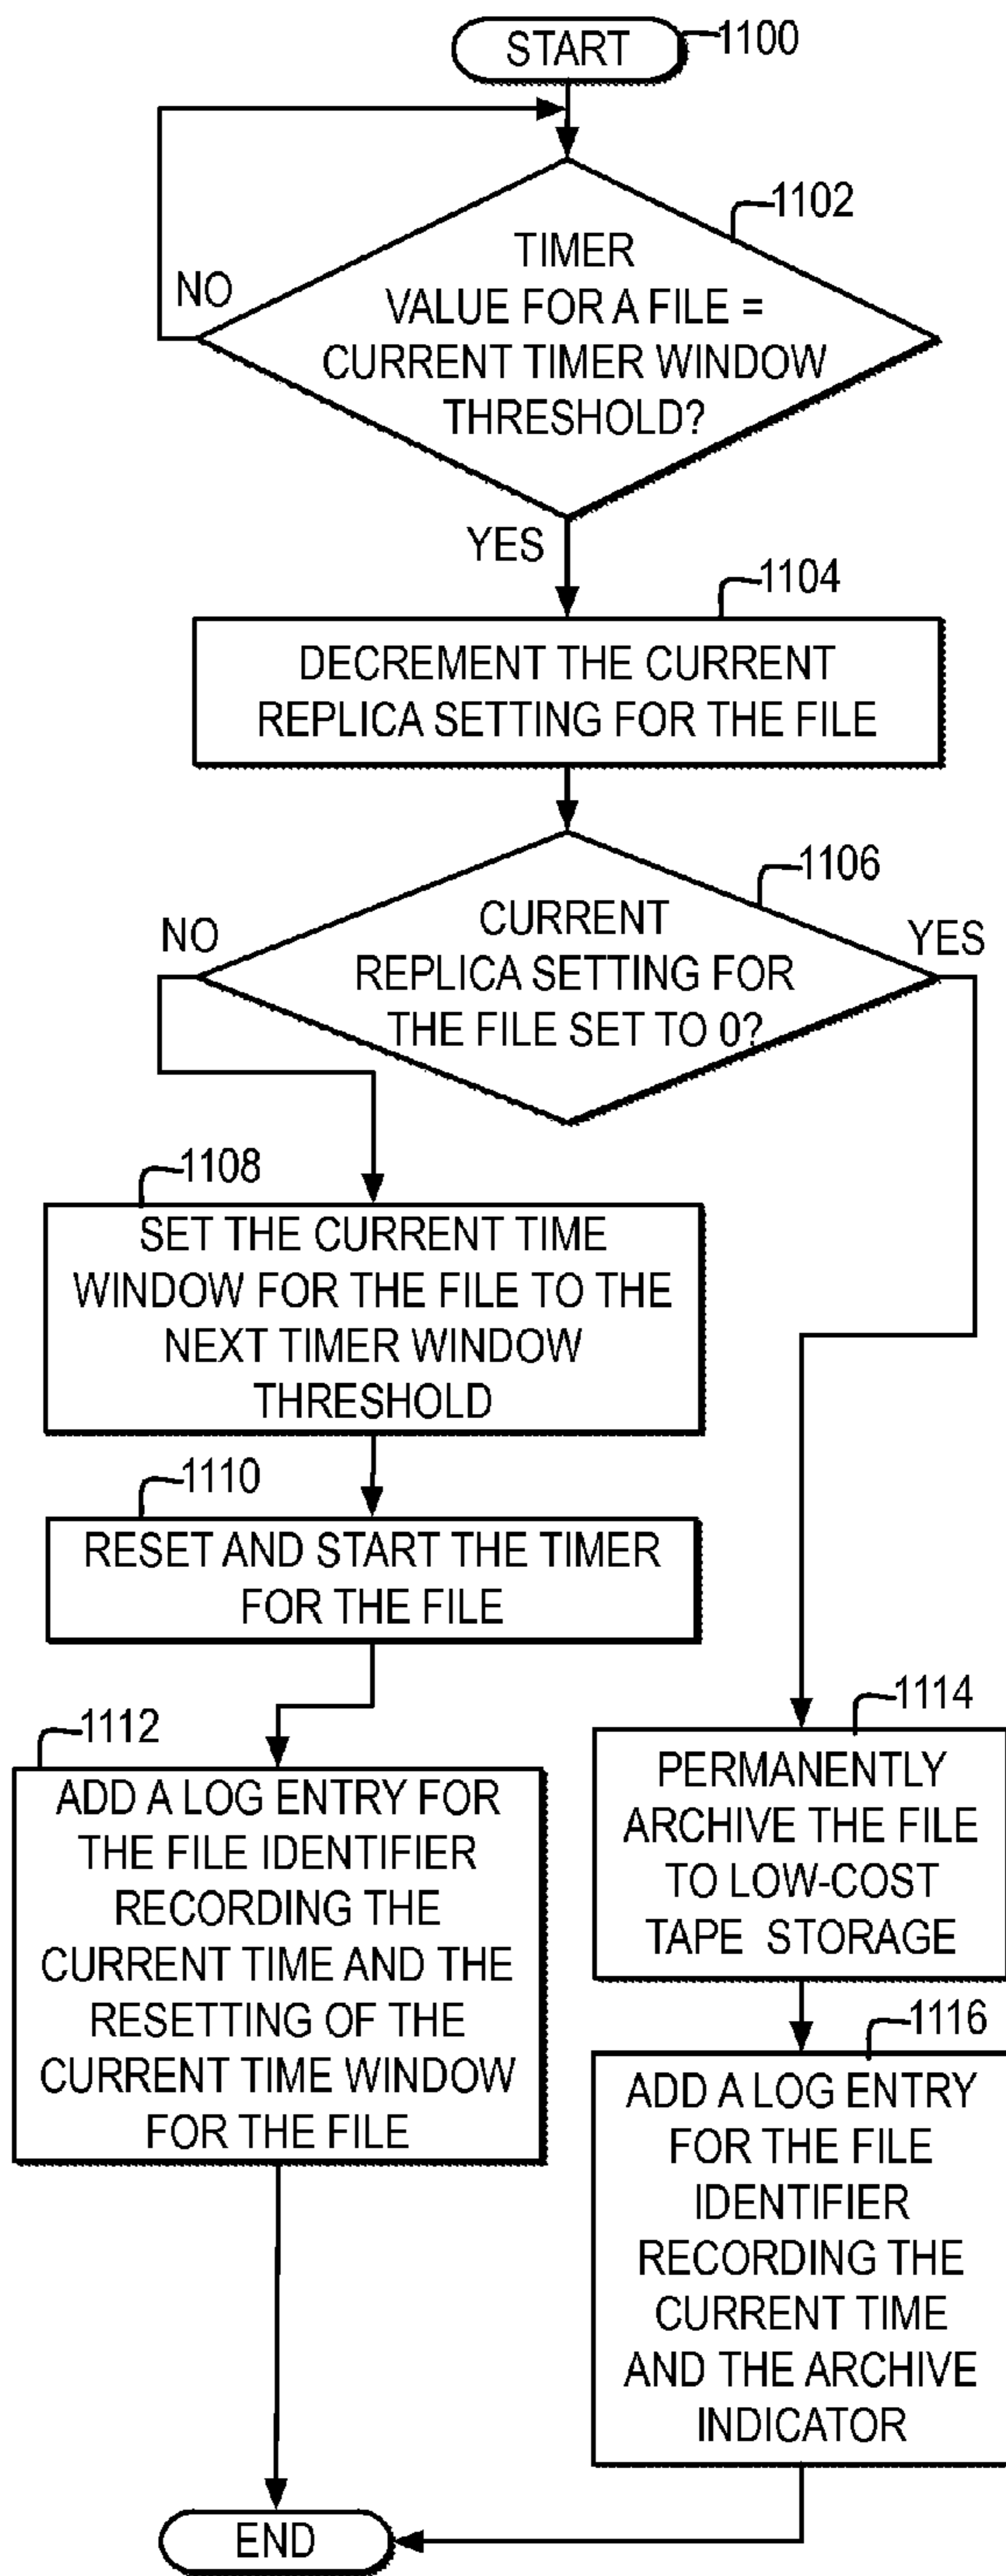 START
1100
1102
TIMER
VALUE FOR A FILE =
CURRENT TIMER WINDOW
THRESHOLD?
NO
YES
1104
DECREMENT THE CURRENT
REPLICA SETTING FOR THE FILE
1106
CURRENT
REPLICA SETTING FOR
THE FILE SET TO 0?
NO
YES
1108
SET THE CURRENT TIME
WINDOW FOR THE FILE TO THE
NEXT TIMER WINDOW
THRESHOLD
1110
RESET AND START THE TIMER
FOR THE FILE
1112
ADD A LOG ENTRY FOR
THE FILE IDENTIFIER
RECORDING THE
CURRENT TIME AND THE
RESETTING OF THE
CURRENT TIME WINDOW
FOR THE FILE
1114
PERMANENTLY
ARCHIVE THE FILE
TO LOW-COST
TAPE STORAGE
1116
ADD A LOG ENTRY
FOR THE FILE
IDENTIFIER
RECORDING THE
CURRENT TIME
AND THE ARCHIVE
INDICATOR
END